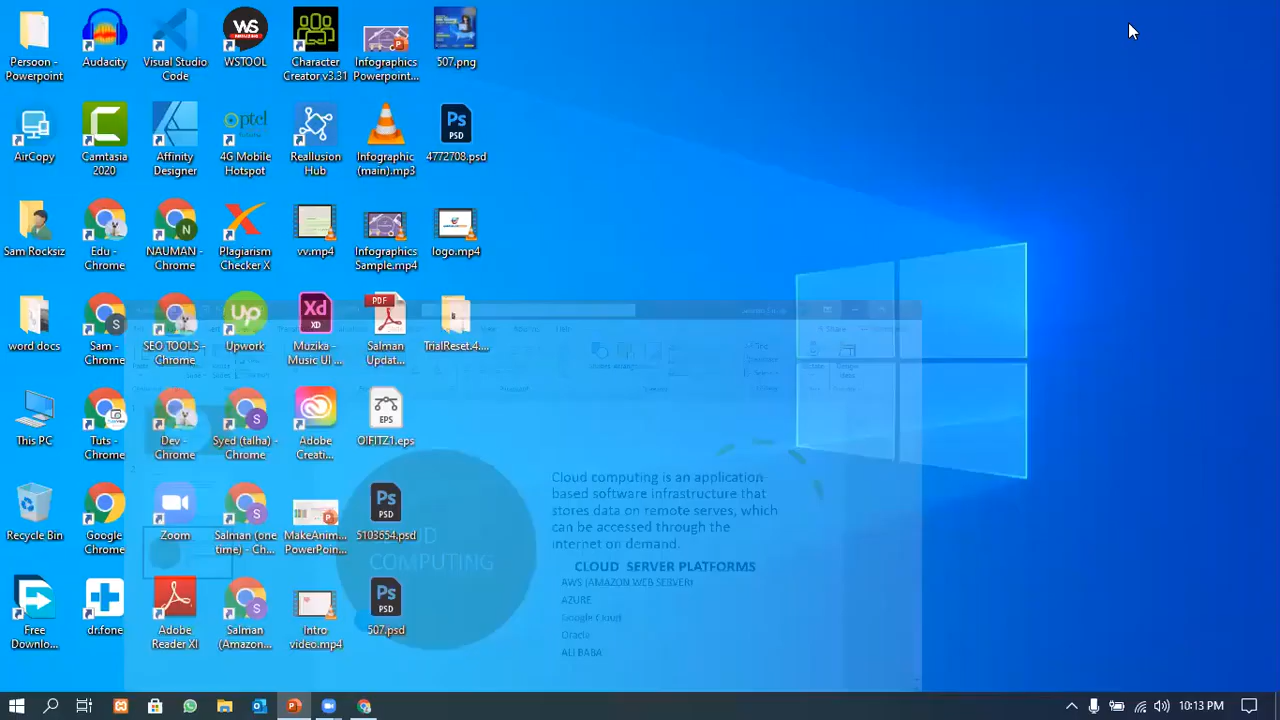 Persoon - Powerpoint
Audacity
Visual Studio Code
WSTOOL
Character Creator v3.31
Infographics Powerpoint...
507.png
AirCopy
Camtasia 2020
Affinity Designer
4G Mobile Hotspot
Reallusion Hub
Infographic (main).mp3
4772708.psd
Sam Rocksiz
Edu - Chrome
NAUMAN - Chrome
Plagiarism Checker X
vv.mp4
Infographics Sample.mp4
logo.mp4
word docs
Sam - Chrome
SEO TOOLS - Chrome
Upwork
Muzika - Music UI ...
Salman Updat...
TrialReset.4....
This PC
Tuts - Chrome
Dev - Chrome
Syed (talha) - Chrome
Adobe Creati...
OIFITZ1.eps
Recycle Bin
Google Chrome
Zoom
Salman (one time) - Ch...
MakeAnim... PowerPoin...
5103654.psd
Free Downlo...
dr.fone
Adobe Reader XI
Salman (Amazon...
Intro video.mp4
507.psd
COMPUTING
Cloud computing is an application
based software infrastructure that
stores data on remote serves, which
can be accessed through the
internet on demand.
CLOUD SERVER PLATFORMS
AWS (AMAZON WEB SERVER)
AZURE
Google Cloud
Oracle
ALI BABA
10:13 PM